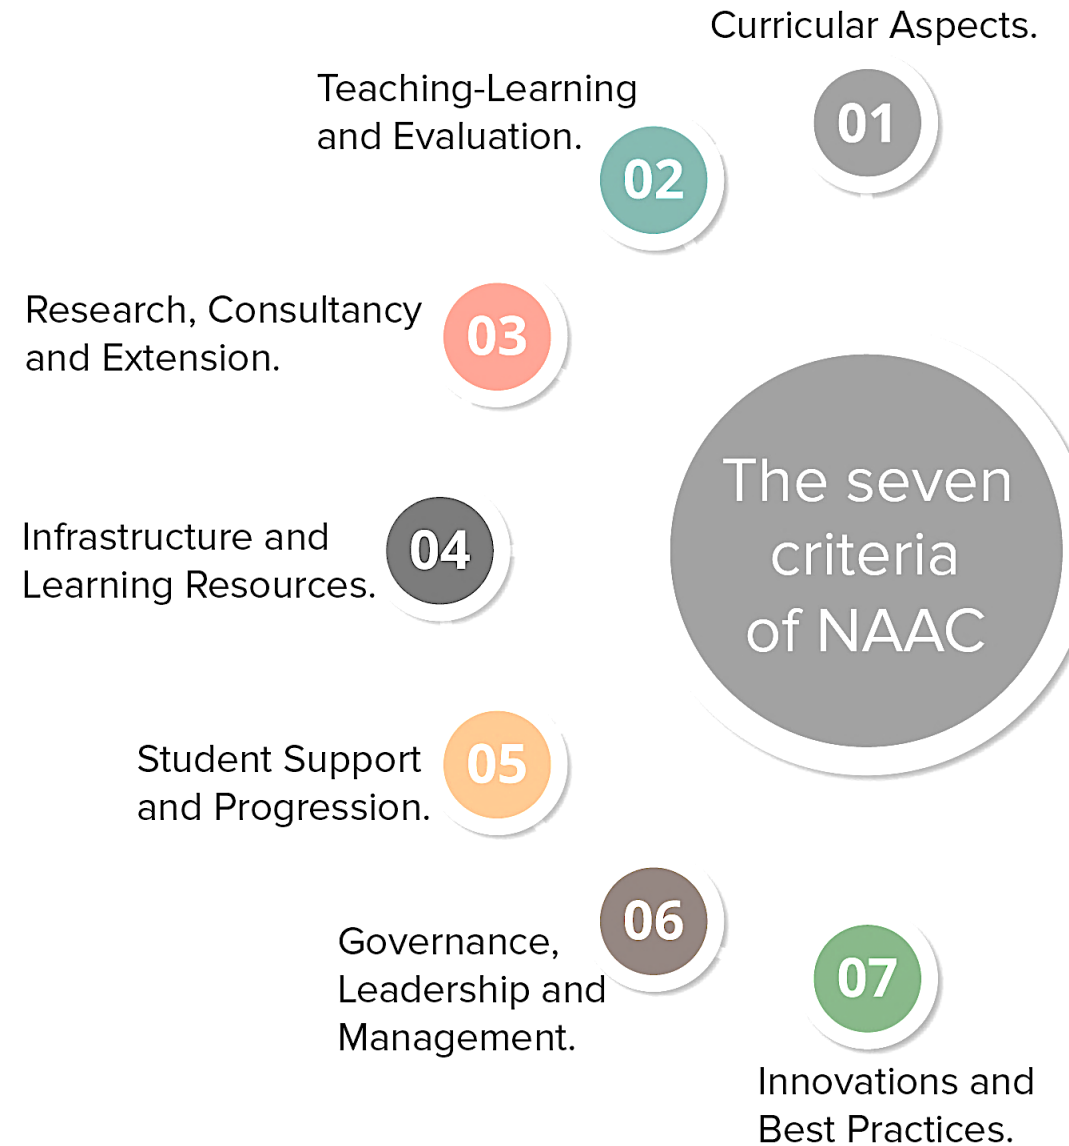 Curricular Aspects.
01
Teaching-Learning
and Evaluation.
02
Research, Consultancy
and Extension.
03
The seven
criteria
of NAAC
Infrastructure and
Learning Resources.
04
Student Support
and Progression.
05
Governance,
Leadership and
Management.
06
07
Innovations and
Best Practices.